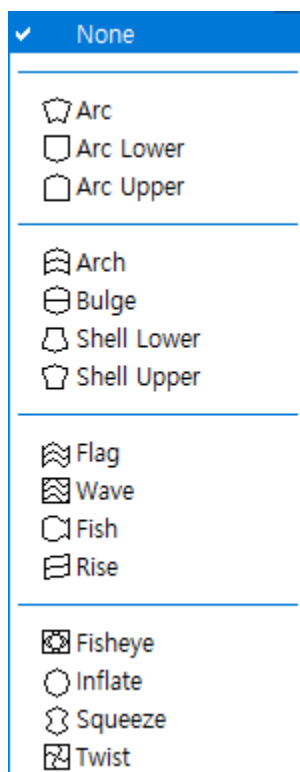 None
Arc
Arc Lower
Arc Upper
Arch
Bulge
Shell Lower
Shell Upper
Flag
Wave
Fish
Rise
Fisheye
Inflate
Squeeze
Twist